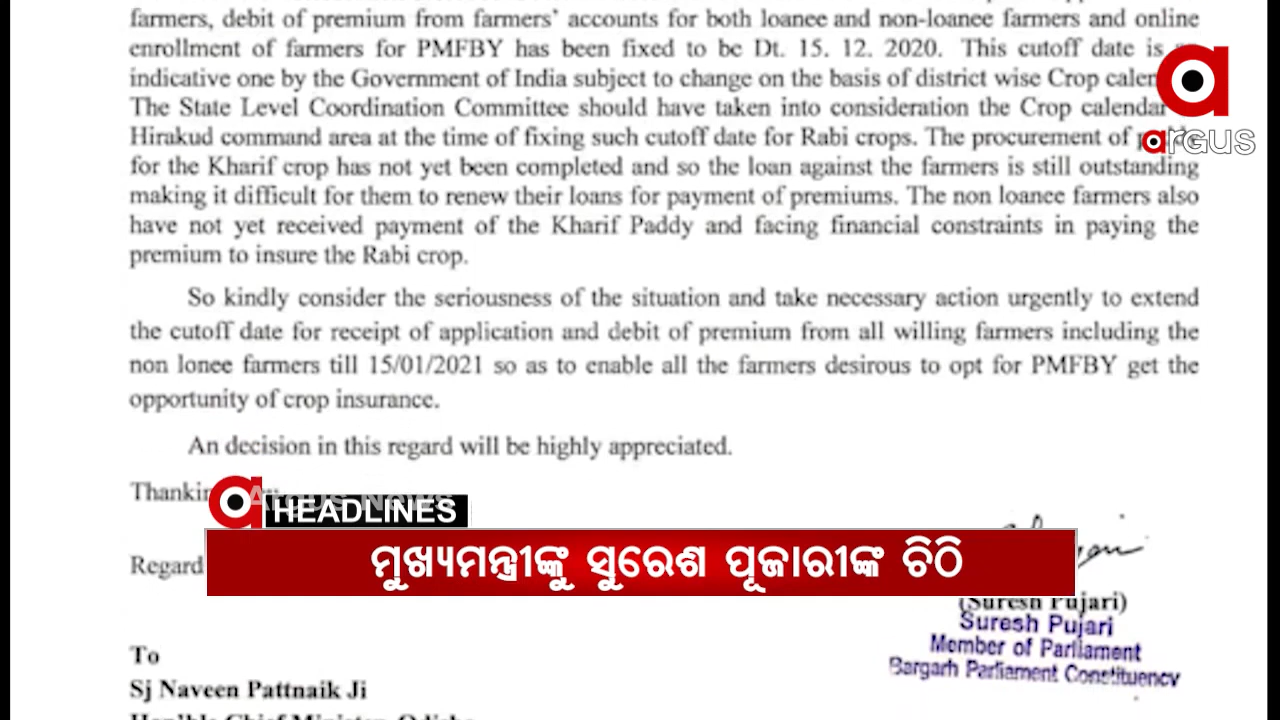 farmers, debit of premium from farmers' accounts for both loanee and non-loanee farmers and online
enrollment of farmers for PMFBY has been fixed to be Dt. 15. 12. 2020. This cutoff date is
indicative one by the Government of India subject to change on the basis of district wise Crop
The State Level Coordination Committee should have taken into consideration the Crop calendar
Hirakud command area at the time of fixing such cutoff date for Rabi crops. The procurement of
for the Kharif crop has not yet been completed and so the loan against the farmers is still outstanding
making it difficult for them to renew their loans for payment of premiums. The non loanee farmers also
have not yet received payment of the Kharif Paddy and facing financial constraints in paying the
premium to insure the Rabi crop.
argus
So kindly consider the seriousness of the situation and take necessary action urgently to extend
the cutoff date for receipt of application and debit of premium from all willing farmers including the
non lonee farmers till 15/01/2021 so as to enable all the farmers desirous to opt for PMFBY get the
opportunity of crop insurance.
An decision in this regard will be highly appreciated.
Argus News
HEADLINES
ମୁଖ୍ୟମନ୍ତ୍ରୀଙ୍କୁ ସୁରେଶ ପୂଜାରୀଙ୍କ ଚିଠି
Regard
(Suresh Pujari)
Suresh Pujari
Member of Parliament
Bargarh Parliament Constituency
To
Sj Naveen Pattnaik Ji
Hon'ble Chief Minister, Odisha